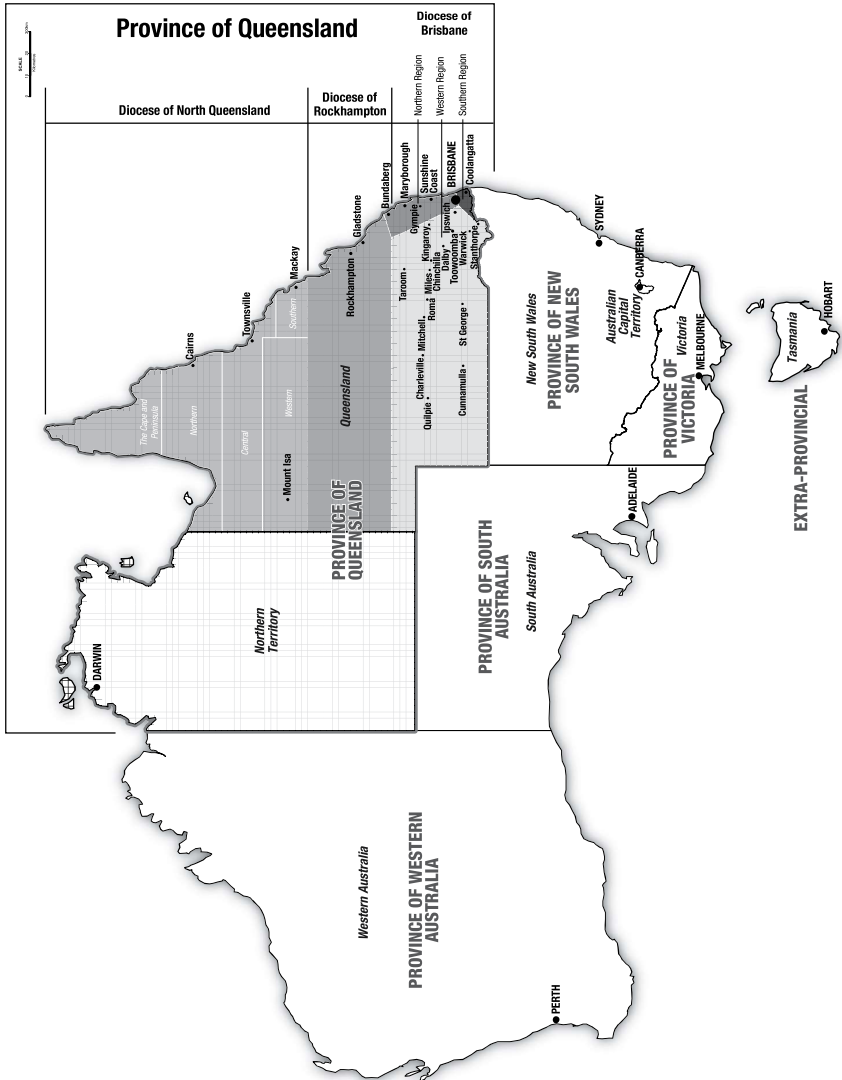 Province of Queensland
Diocese of
Brisbane
SCALE
Diocese of North Queensland
Diocese of
Rockhampton
Northern Region
Western Region
Southern Region
Bundaberg
Maryborough
Gympie
Sunshine
Coast
BRISBANE
Ipswich
Coolangatta
Gladstone
Rockhampton
Mackay
Townsville
Cairns
Taroom
Kingaroy
Miles
Chinchilla
Dalby
Toowoomba
Warwick
Stanthorpe
Roma
Mitchell
Charleville
Quilpie
St George
Cunnamulla
Southern
Western
Central
Northern
The Cape and
Peninsula
Mount Isa
Queensland
PROVINCE OF
QUEENSLAND
Northern
Territory
DARWIN
SYDNEY
CANBERRA
Australian
Capital
Territory
New South Wales
PROVINCE OF NEW
SOUTH WALES
Victoria
MELBOURNE
PROVINCE OF
VICTORIA
Tasmania
HOBART
EXTRA-PROVINCIAL
ADELAIDE
PROVINCE OF SOUTH
AUSTRALIA
South Australia
Western Australia
PROVINCE OF WESTERN
AUSTRALIA
PERTH